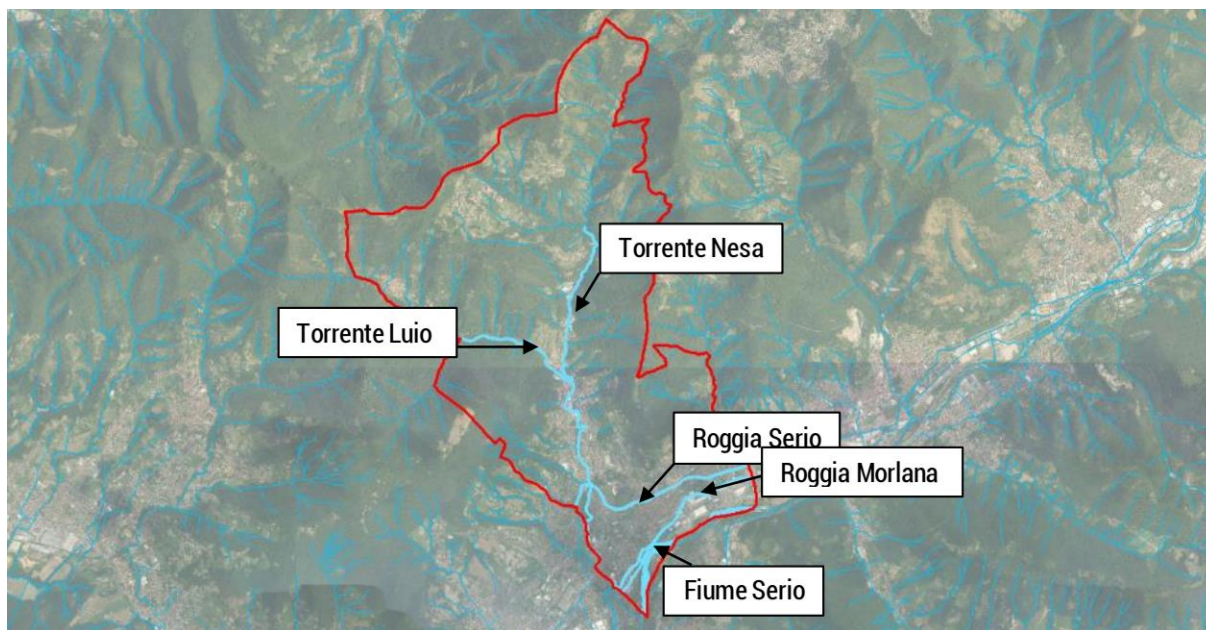 Torrente Nesa
Torrente Luio
Roggia Serio
Roggia Morlana
Fiume Serio